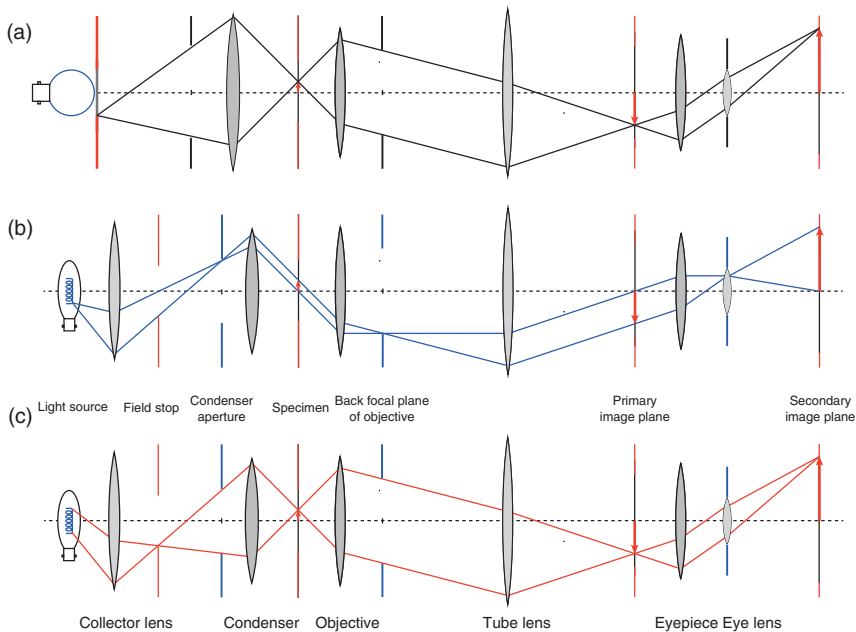 (a)
(b)
Light source
Field stop
Condenser
aperture
Specimen
Back focal plane
of objective
Primary
image plane
Secondary
image plane
(c)
Collector lens
Condenser
Objective
Tube lens
Eyepiece Eye lens